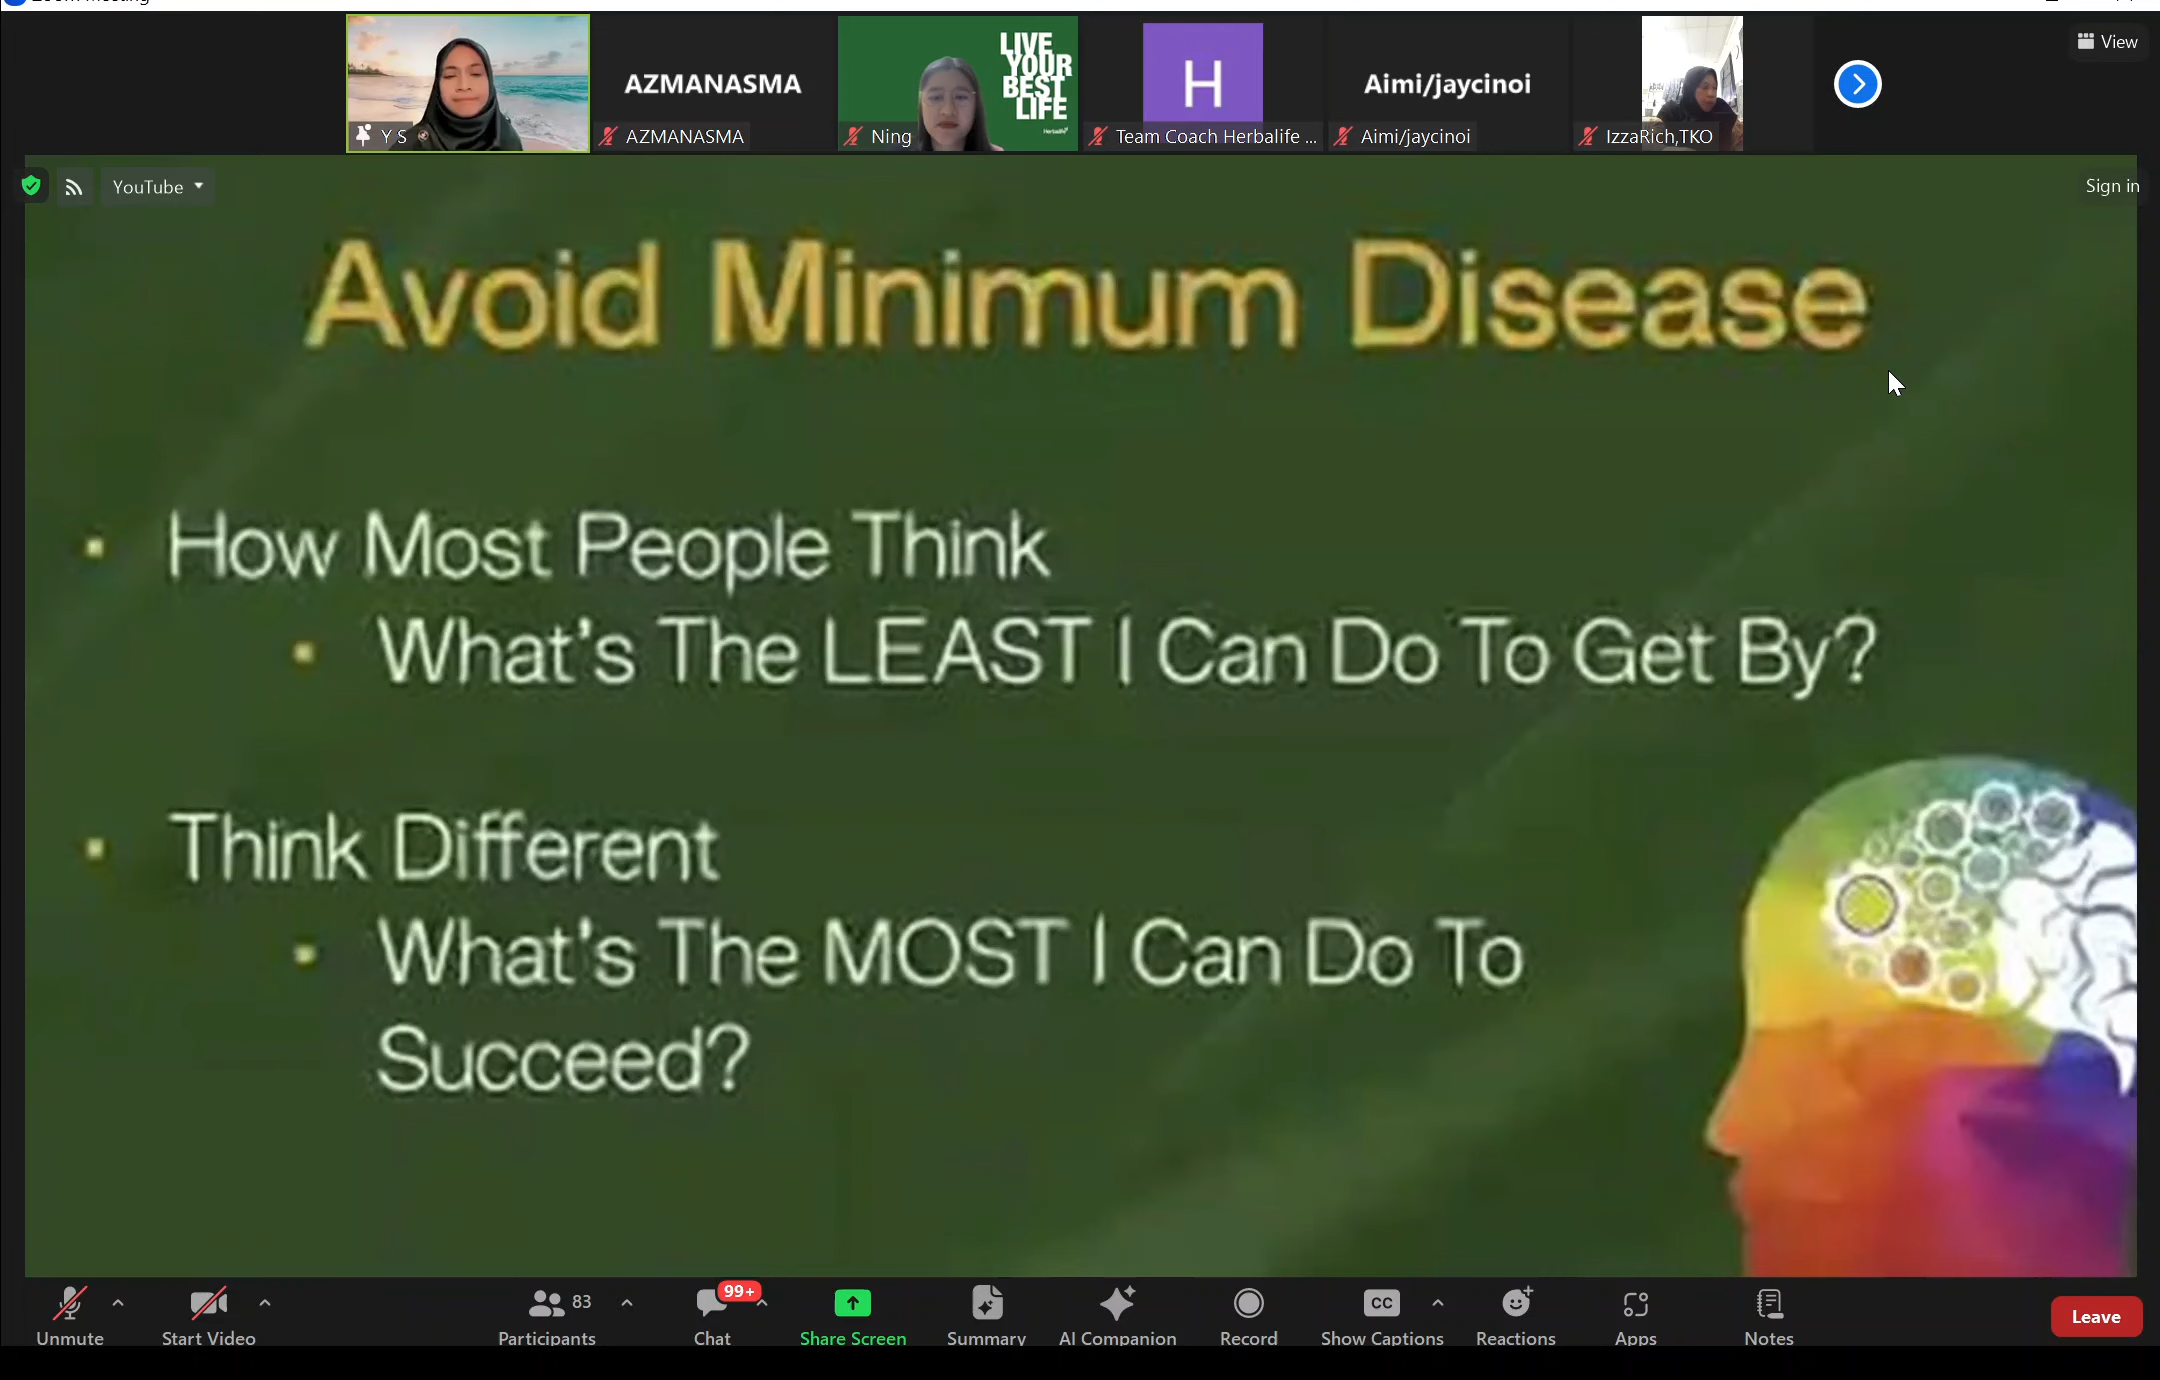 Zoom Meeting
View
LIVE
YOUR
BEST
LIFE
Herbalife
AZMANASMA
H
Aimi/jaycinoi
Y S
AZMANASMA
Ning
Team Coach Herbalife ...
Aimi/jaycinoi
IzzaRich,TKO
YouTube
Sign in
Avoid Minimum Disease
• How Most People Think
• What's The LEAST I Can Do To Get By?
• Think Different
• What's The MOST I Can Do To
Succeed?
83
99+
CC
Unmute
Start Video
Participants
Chat
Share Screen
Summary
AI Companion
Record
Show Captions
Reactions
Apps
Notes
Leave